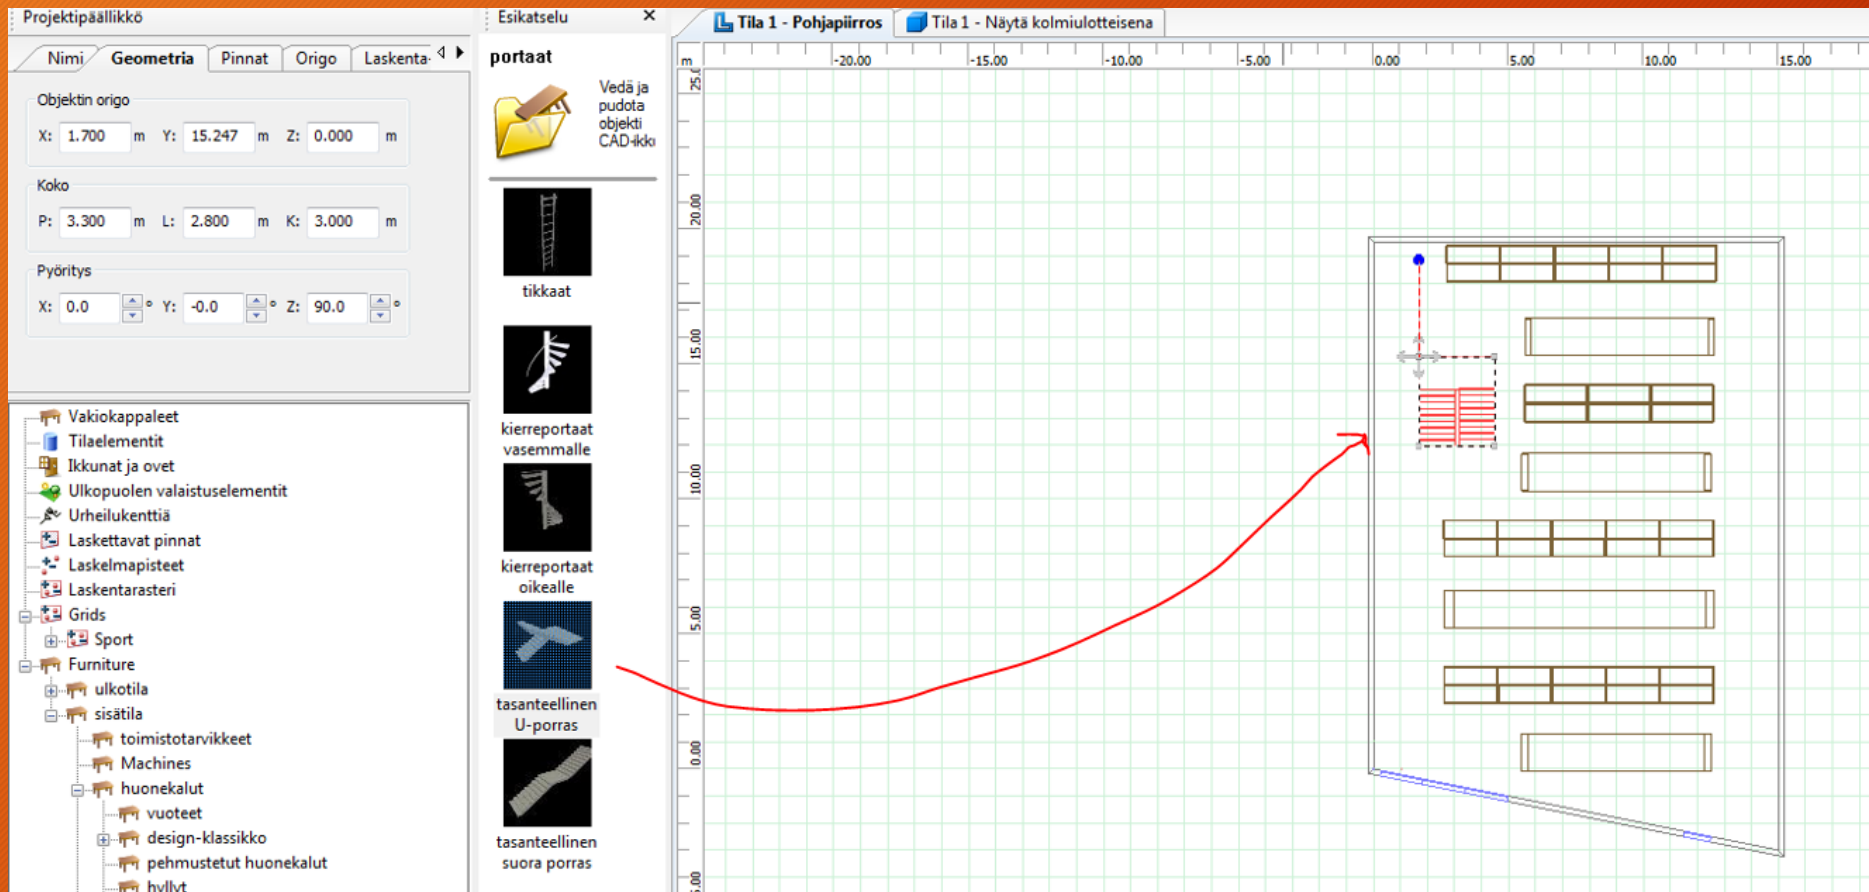 Projektipäällikkö
Nimi Geometria Pinnat Origo Laskenta-
Objektin origo
X: 1.700 m Y: 15.247 m Z: 0.000 m
Koko
P: 3.300 m L: 2.800 m K: 3.000 m
Pyöritys
X: 0.0 ° Y: -0.0 ° Z: 90.0 °
Vakiokappaleet
Tilaelementit
Ikkunat ja ovet
Ulkopuolen valaistuselementit
Urheilukenttiä
Laskettavat pinnat
Laskelmapisteet
Laskentarasteri
Grids
Sport
Furniture
ulkotila
sisätila
toimistotarvikkeet
Machines
huonekalut
vuoteet
design-klassikko
pehmustetut huonekalut
hyllyt
Esikatselu
portaat
Vedä ja
pudota
objekti
CAD-ikku
tikkaat
kierreportaat
vasemmalle
kierreportaat
oikealle
tasanteellinen
U-porras
tasanteellinen
suora porras
Tila 1 - Pohjapiirros
Tila 1 - Näytä kolmiulotteisena
m -20.00 -15.00 -10.00 -5.00 0.00 5.00 10.00 15.00
20.00
15.00
10.00
5.00
0.00